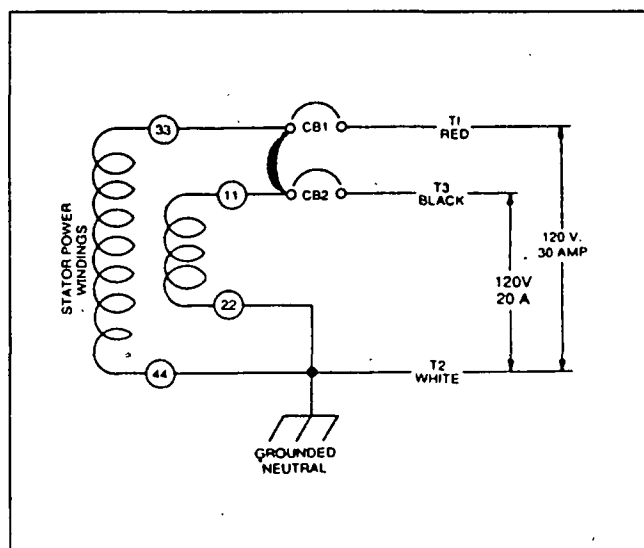 33
CB1
T1
RED
11
CB2
T3
BLACK
STATOR POWER
WINDINGS
120 V.
30 AMP
120V
20 A
22
T2
WHITE
44
GROUNDED
NEUTRAL